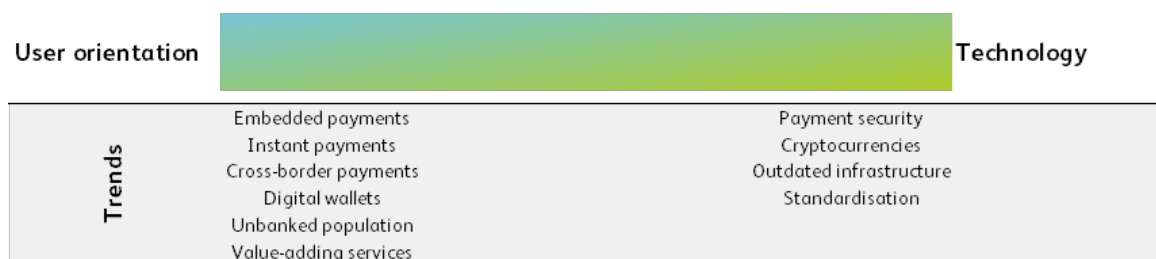 User orientation
Technology
Trends
Embedded payments
Instant payments
Cross-border payments
Digital wallets
Unbanked population
Value-adding services
Payment security
Cryptocurrencies
Outdated infrastructure
Standardisation